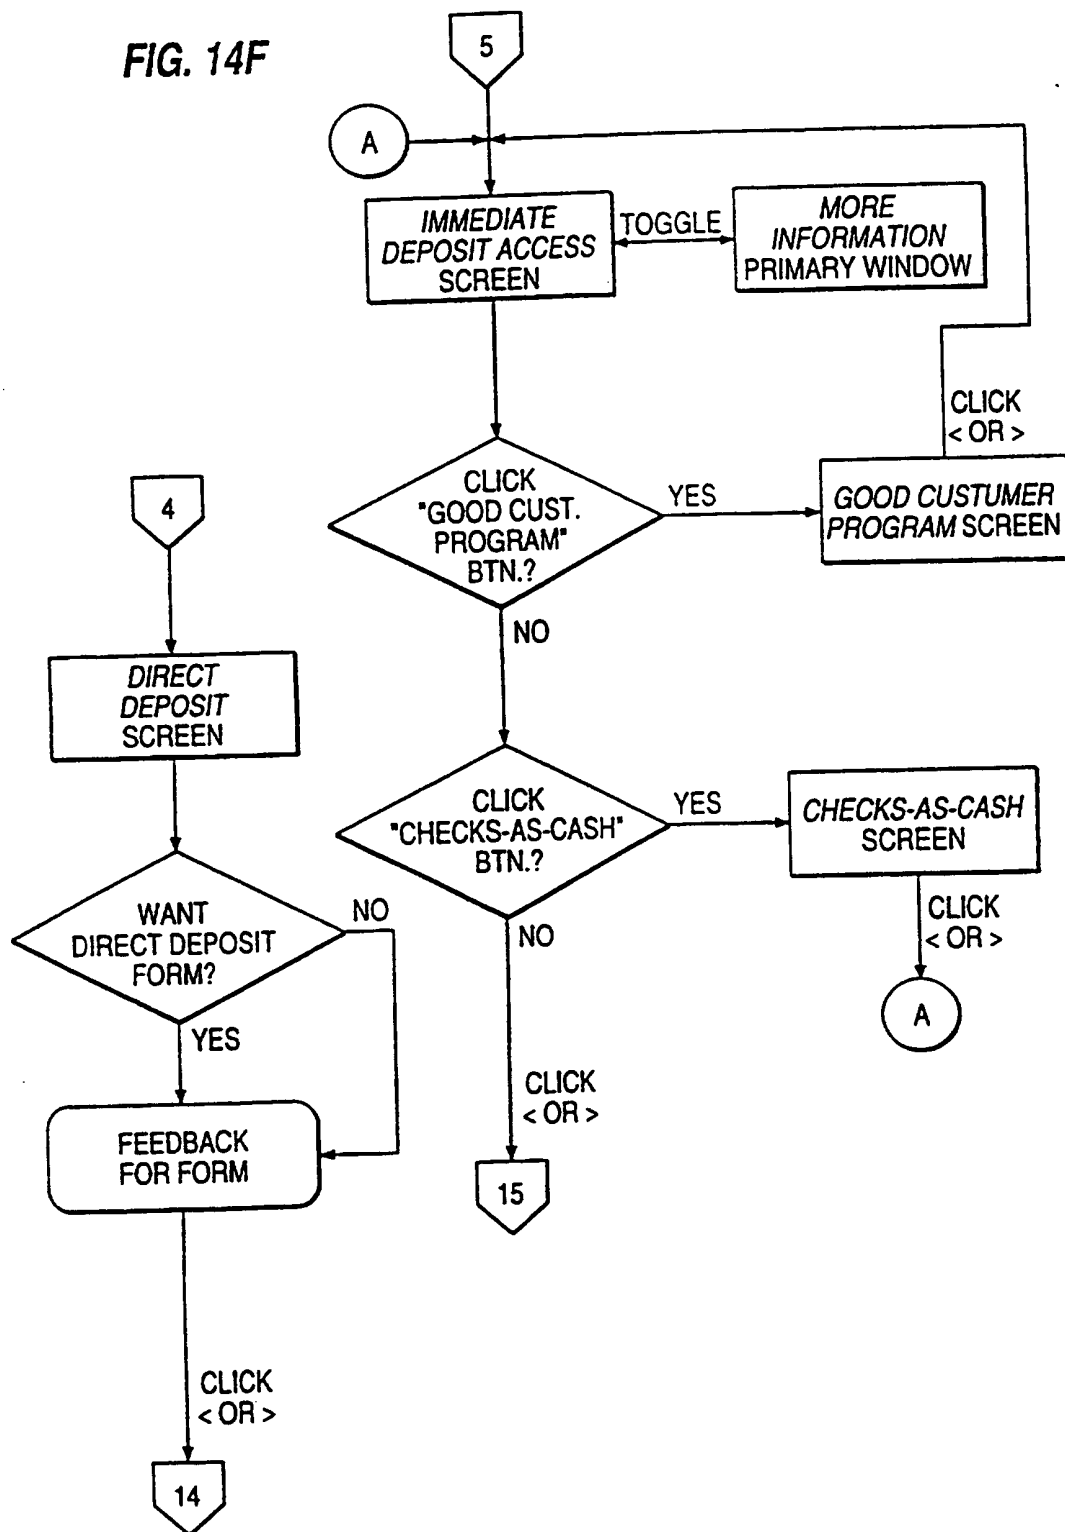 FIG. 14F
5
A
IMMEDIATE
DEPOSIT ACCESS
SCREEN
TOGGLE
MORE
INFORMATION
PRIMARY WINDOW
CLICK
< OR >
CLICK
"GOOD CUST.
PROGRAM"
BTN.?
YES
GOOD CUSTUMER
PROGRAM SCREEN
NO
4
DIRECT
DEPOSIT
SCREEN
CLICK
"CHECKS-AS-CASH"
BTN.?
YES
CHECKS-AS-CASH
SCREEN
NO
CLICK
< OR >
A
WANT
DIRECT DEPOSIT
FORM?
NO
YES
CLICK
< OR >
15
FEEDBACK
FOR FORM
CLICK
< OR >
14